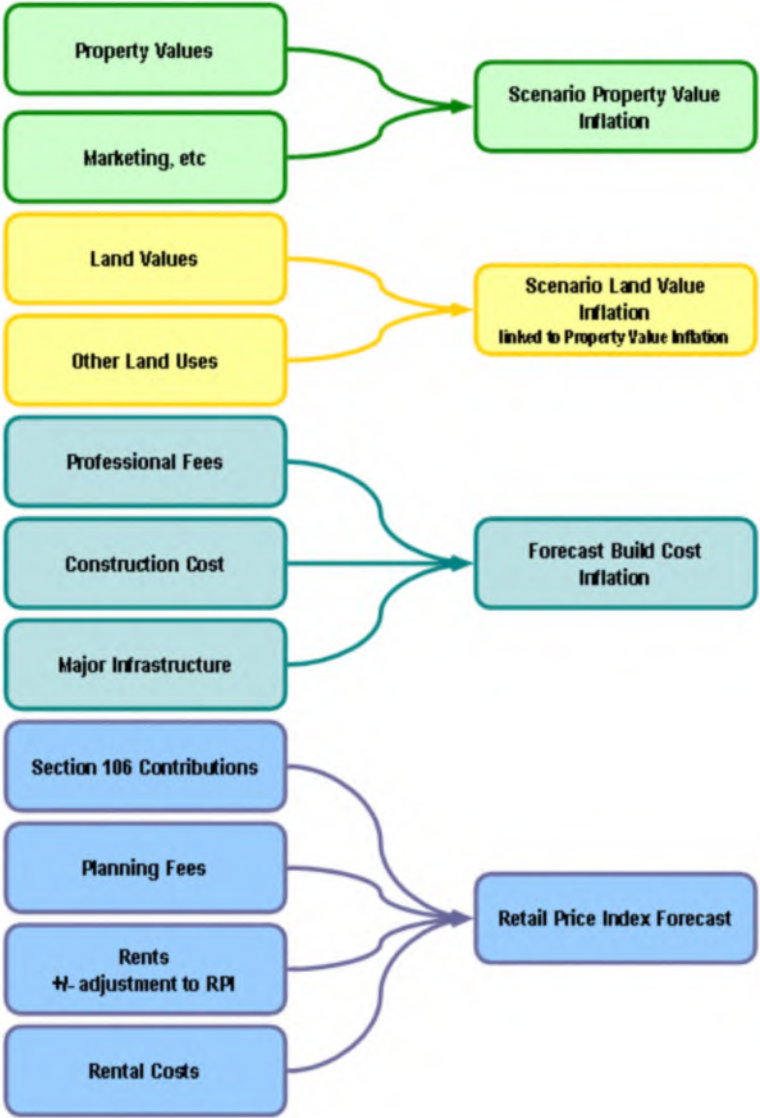 Property Values
Scenario Property Value
Inflation
Marketing, etc
Land Values
Scenario Land Value
Inflation
linked to Property Value Inflation
Other Land Uses
Professional Fees
Construction Cost
Forecast Build Cost
Inflation
Major Infrastructure
Section 106 Contributions
Planning Fees
Retail Price Index Forecast
Rents
+/- adjustment to RPI
Rental Costs